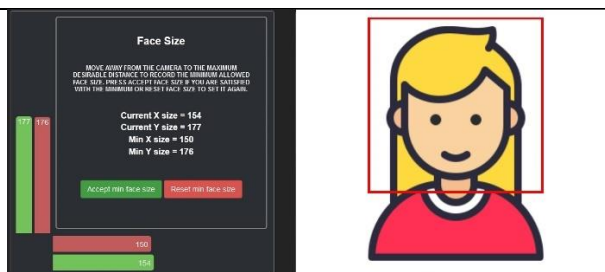 Face Size
MOVE AWAY FROM THE CAMERA TO THE MAXIMUM
DESIRABLE DISTANCE TO RECORD THE MINIMUM ALLOWED
FACE SIZE. PRESS ACCEPT FACE SIZE IF YOU ARE SATISFIED
WITH THE MINIMUM OR RESET FACE SIZE TO SET IT AGAIN.
Current X size = 154
Current Y size = 177
Min X size = 150
Min Y size = 176
177 176
Accept min face size Reset min face size
150
154